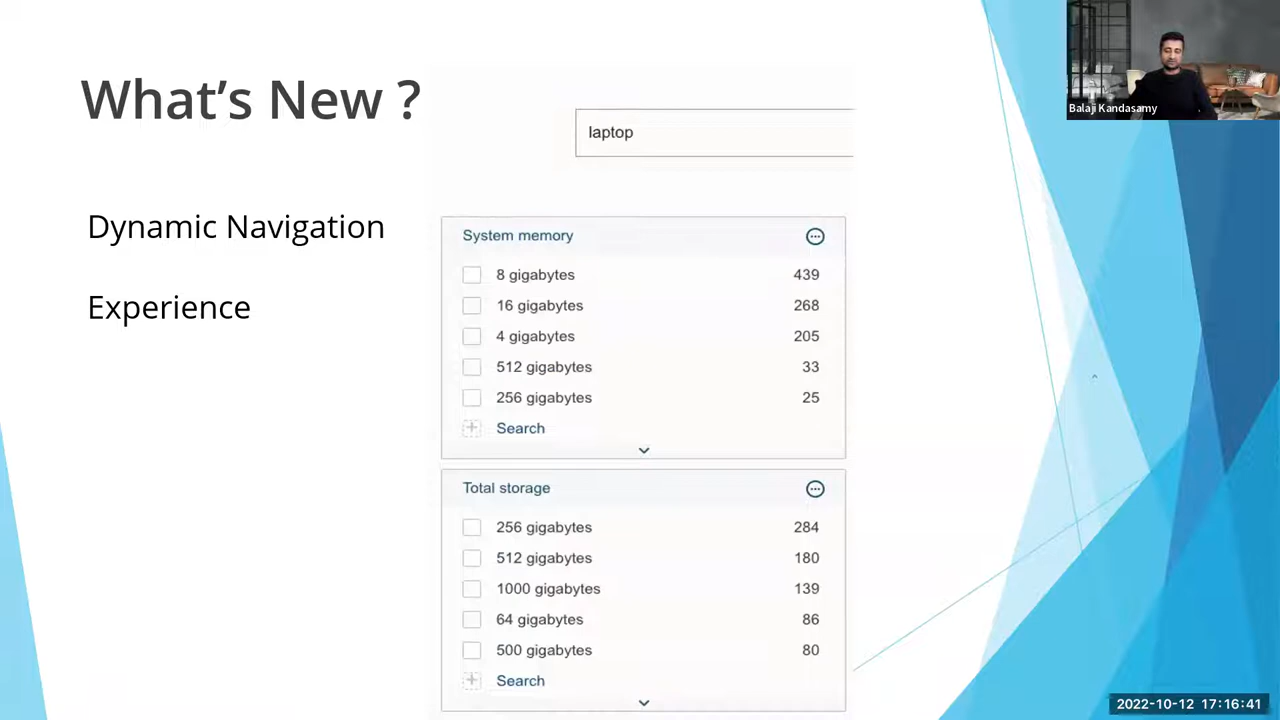 What's New ?
Balaji Kandasamy
laptop
Dynamic Navigation
Experience
System memory
8 gigabytes 439
16 gigabytes 268
4 gigabytes 205
512 gigabytes 33
256 gigabytes 25
Search
Total storage
256 gigabytes 284
512 gigabytes 180
1000 gigabytes 139
64 gigabytes 86
500 gigabytes 80
Search
2022-10-12 17:16:41